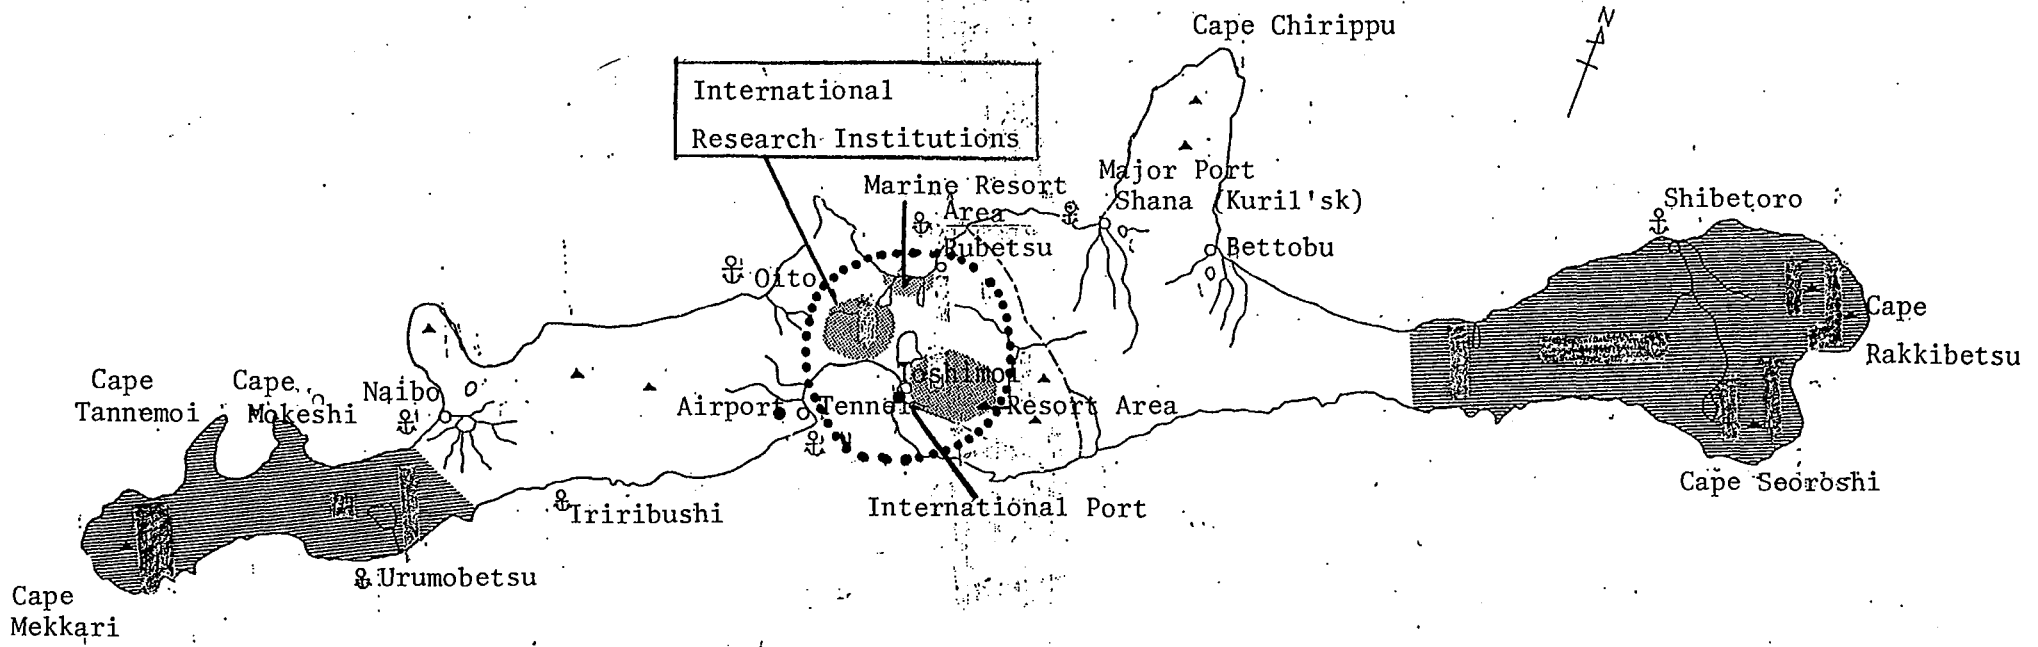 N
Cape Chirippu
International
Research Institutions
Marine Resort
Area
Major Port
Shana (Kuril'sk)
Shibetoro
Rubetsu
Bettobu
Oito
Cape
Rakkibetsu
Cape
Tannemoi
Cape
Mokeshi
Naibo
Toshimoi
Airport
Tennei
Resort Area
Cape Seoroshi
International Port
Iriribushi
Urumobetsu
Cape
Mekkari